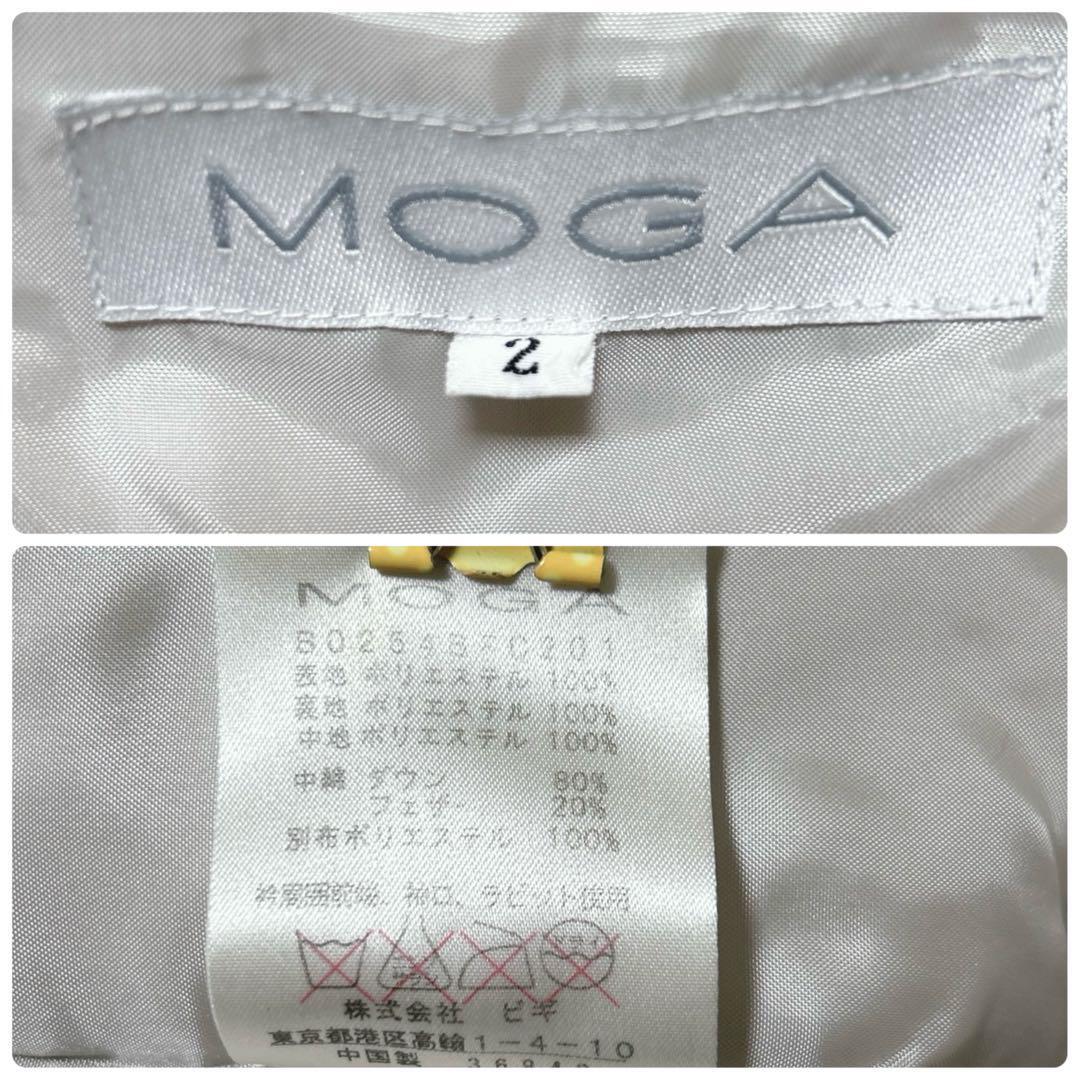 MOGA
2
MOGA
表地 ポリエステル 100%
裏地 ポリエステル 100%
中地 ポリエステル 100%
中綿 ダウン 80%
フェザー 20%
別布ポリエステル 100%
袖口、ラビット使用
株式会社 ビギ
東京都港区高輪1-4-10
中国製